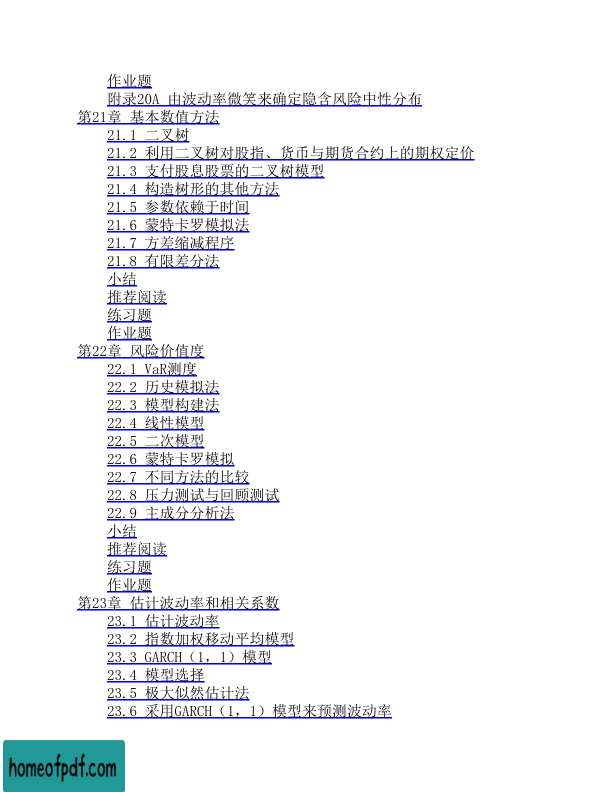 作业题
附录20A 由波动率微笑来确定隐含风险中性分布
第21章 基本数值方法
21.1 二叉树
21.2 利用二叉树对股指、货币与期货合约上的期权定价
21.3 支付股息股票的二叉树模型
21.4 构造树形的其他方法
21.5 参数依赖于时间
21.6 蒙特卡罗模拟法
21.7 方差缩减程序
21.8 有限差分法
小结
推荐阅读
练习题
作业题
第22章 风险价值度
22.1 VaR测度
22.2 历史模拟法
22.3 模型构建法
22.4 线性模型
22.5 二次模型
22.6 蒙特卡罗模拟
22.7 不同方法的比较
22.8 压力测试与回顾测试
22.9 主成分分析法
小结
推荐阅读
练习题
作业题
第23章 估计波动率和相关系数
23.1 估计波动率
23.2 指数加权移动平均模型
23.3 GARCH（1，1）模型
23.4 模型选择
23.5 极大似然估计法
23.6 采用GARCH（1，1）模型来预测波动率
homeofpdf.com